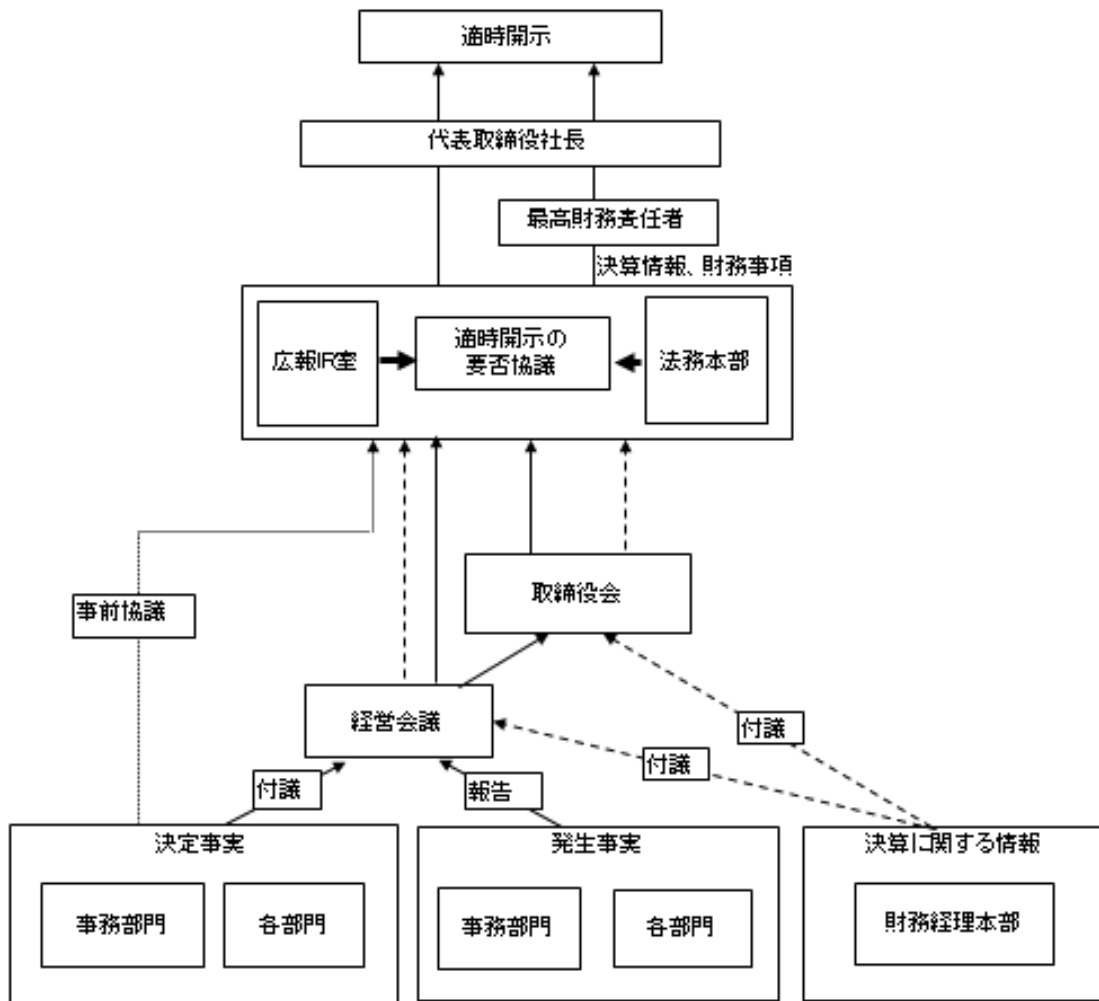 適時開示
代表取締役社長
最高財務責任者
決算情報、財務事項
広報IR室
適時開示の
要否協議
法務本部
取締役会
事前協議
経営会議
付議
付議
付議
報告
決定事実
発生事実
決算に関する情報
事務部門
各部門
事務部門
各部門
財務経理本部